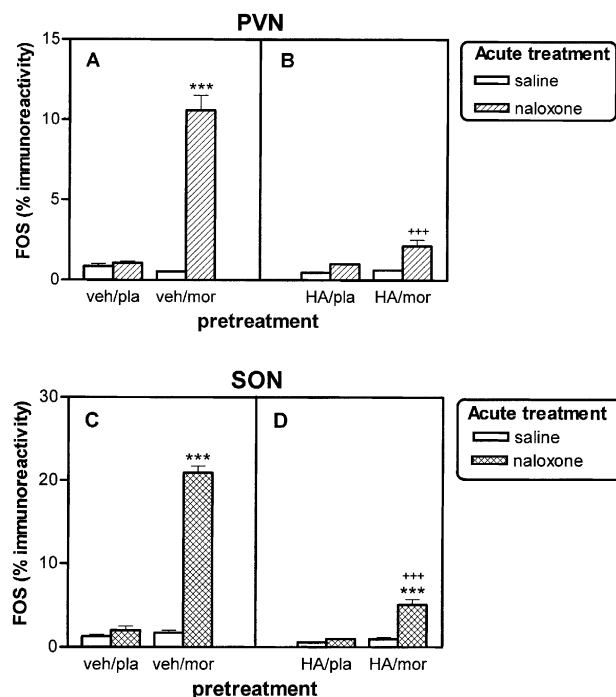 PVN
15
10
5
0
FOS (% immunoreactivity)
A
***
B
+++
veh/pla veh/mor HA/pla HA/mor
pretreatment
Acute treatment
saline
naloxone
SON
30
20
10
0
FOS (% immunoreactivity)
C
***
D
+++
***
veh/pla veh/mor HA/pla HA/mor
pretreatment
Acute treatment
saline
naloxone